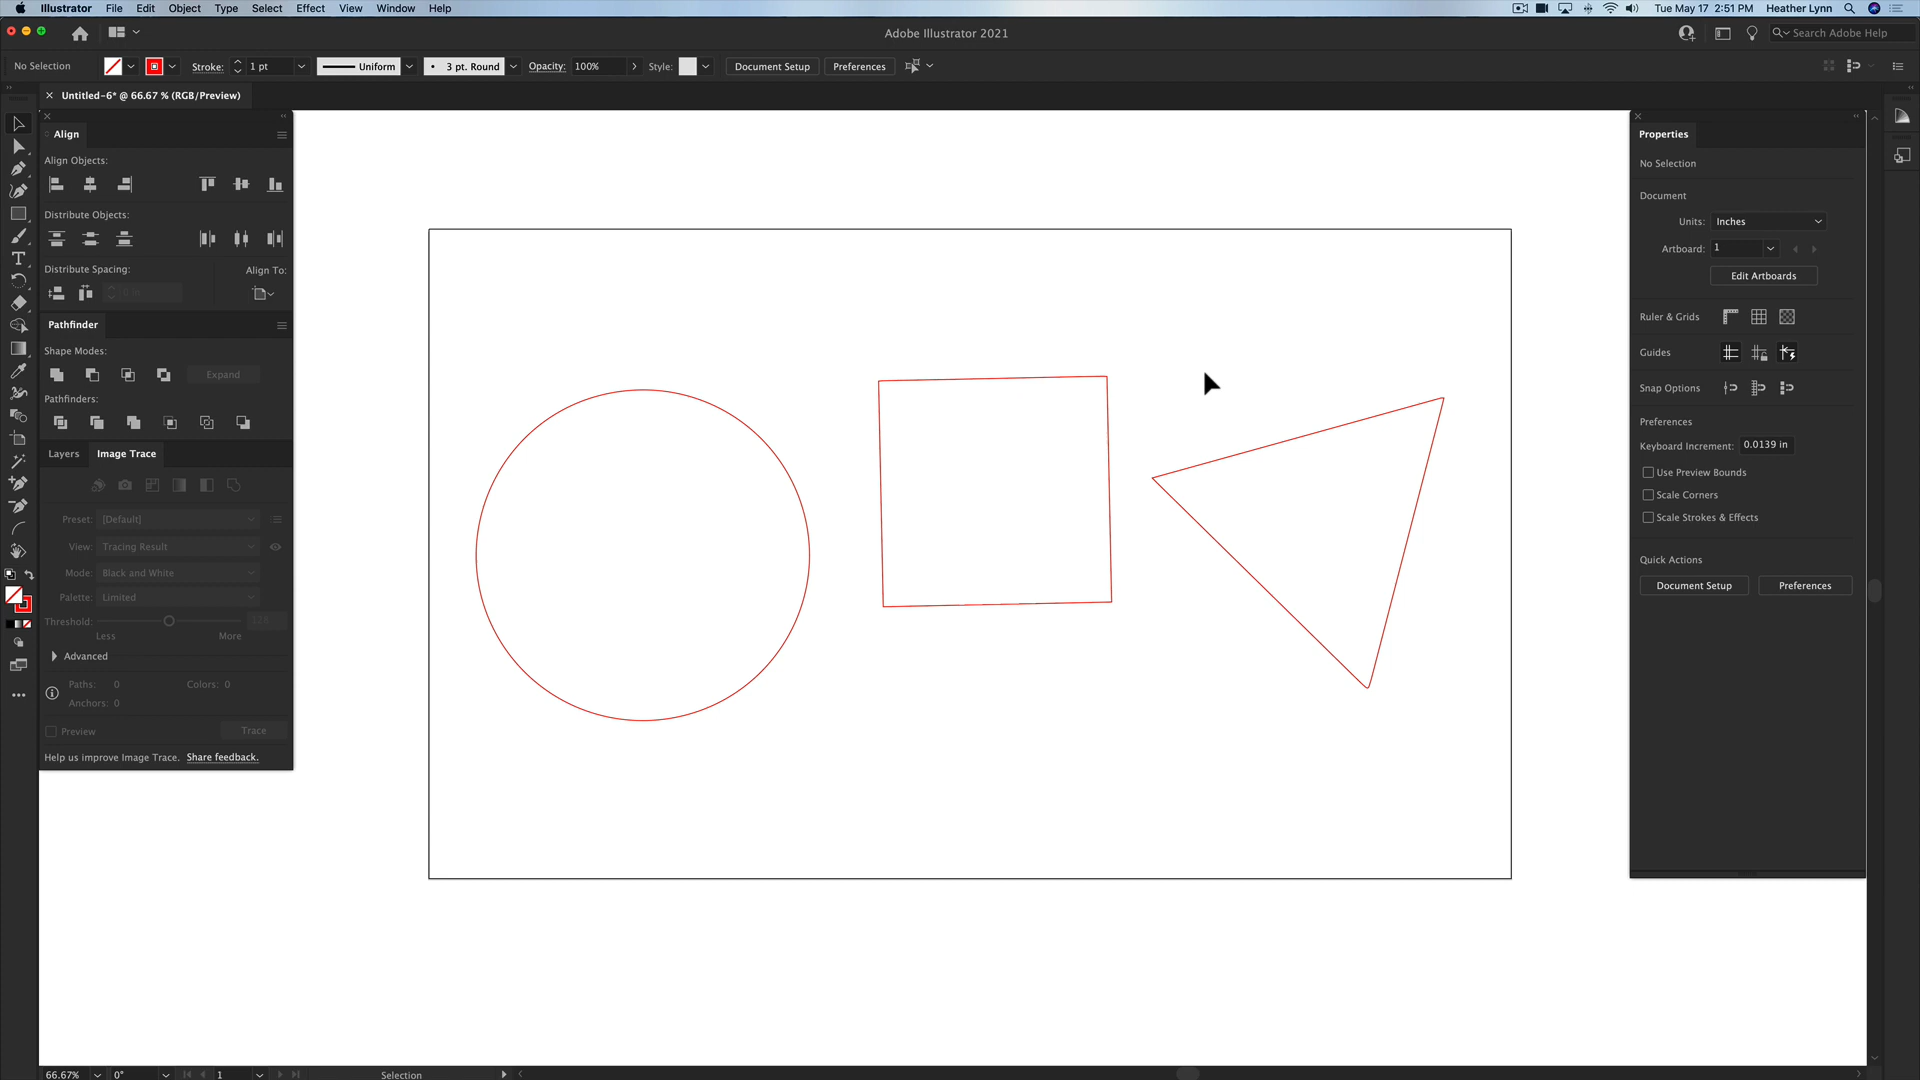 Illustrator File Edit Object Type Select Effect View Window Help Tue May 17 2:51 PM Heather Lynn
Adobe Illustrator 2021 Search Adobe Help
No Selection Stroke: 1 pt Uniform 3 pt. Round Opacity: 100% Style: Document Setup Preferences
Untitled-6* @ 66.67 % (RGB/Preview)
Align
Align Objects:
Distribute Objects:
Distribute Spacing: Align To:
0 in
Pathfinder
Shape Modes:
Expand
Pathfinders:
Layers Image Trace
Preset: [Default]
View: Tracing Result
Mode: Black and White
Palette: Limited
Threshold: 128
Less More
Advanced
Paths: 0 Colors: 0
Anchors: 0
Preview Trace
Help us improve Image Trace. Share feedback.
Properties
No Selection
Document
Units: Inches
Artboard: 1
Edit Artboards
Ruler & Grids
Guides
Snap Options
Preferences
Keyboard Increment: 0.0139 in
Use Preview Bounds
Scale Corners
Scale Strokes & Effects
Quick Actions
Document Setup Preferences
66.67% 0° 1 Selection